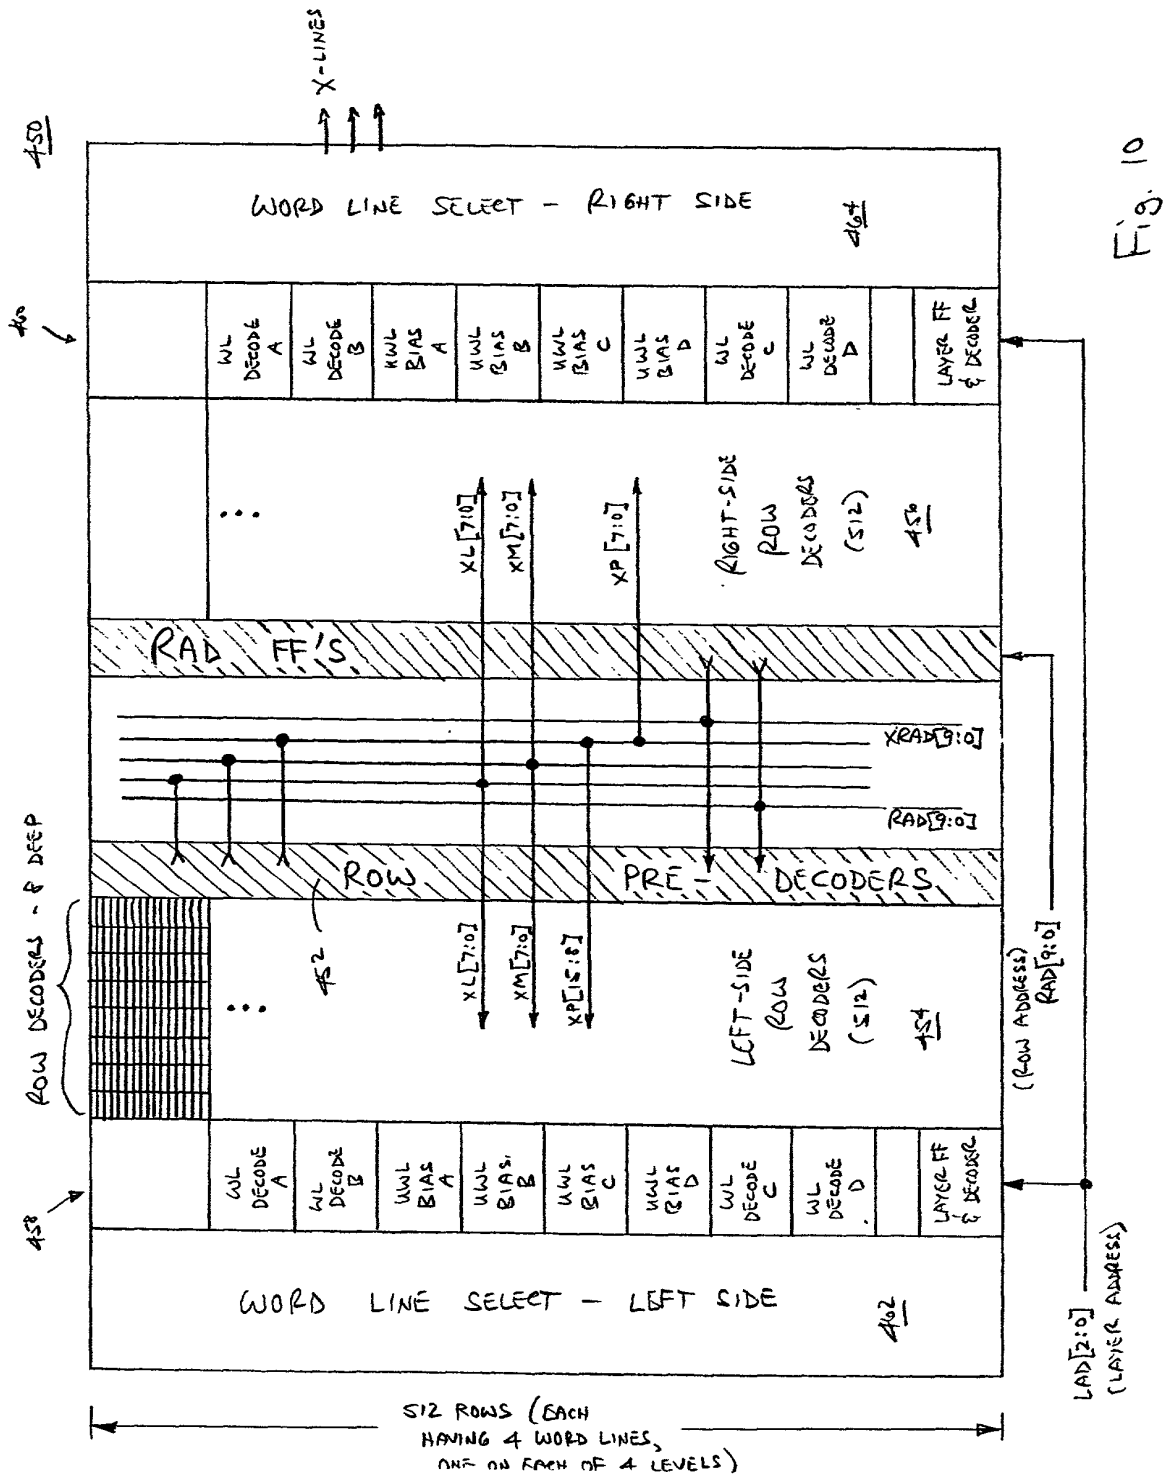 450
X-LINES
WORD LINE SELECT - RIGHT SIDE
464
460
WL
DECODE
A
WL
DECODE
B
UWL
BIAS
A
UWL
BIAS
B
UWL
BIAS
C
UWL
BIAS
D
WL
DECODE
C
WL
DECODE
D
LAYER FF
& DECODER
...
XL[7:0]
XM[7:0]
XP[7:0]
RIGHT-SIDE
ROW
DECODERS
(512)
456
RAD FF'S
XRAD[9:0]
RAD[9:0]
ROW PRE-DECODERS
452
ROW DECODERS - 8 DEEP
...
XL[7:0]
XM[7:0]
XP[15:8]
LEFT-SIDE
ROW
DECODERS
(512)
454
(ROW ADDRESS)
RAD[9:0]
458
WL
DECODE
A
WL
DECODE
B
UWL
BIAS
A
UWL
BIAS
B
UWL
BIAS
C
UWL
BIAS
D
WL
DECODE
C
WL
DECODE
D
LAYER FF
& DECODER
WORD LINE SELECT - LEFT SIDE
462
LAD[2:0]
(LAYER ADDRESS)
512 ROWS (EACH
HAVING 4 WORD LINES,
ONE ON EACH OF 4 LEVELS)
Fig. 10